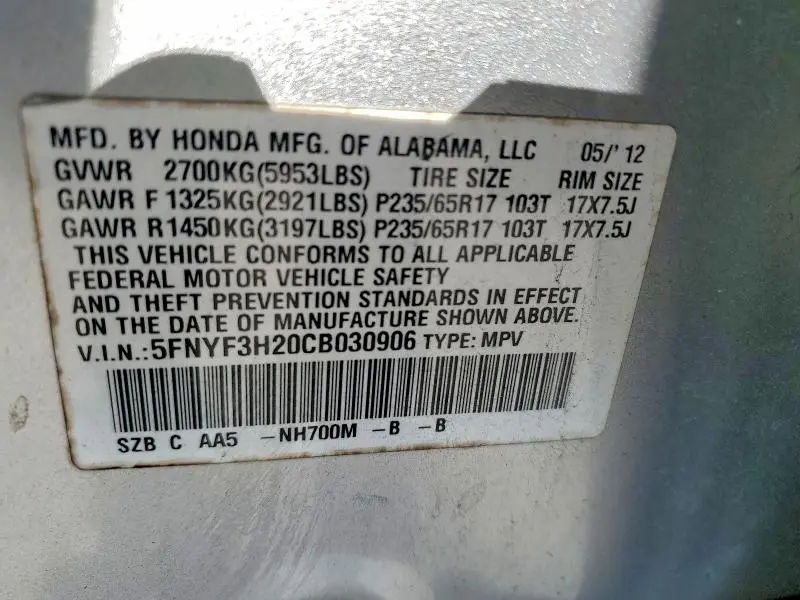 MFD. BY HONDA MFG. OF ALABAMA, LLC 05/'12
GVWR 2700KG(5953LBS) TIRE SIZE RIM SIZE
GAWR F 1325KG(2921LBS) P235/65R17 103T 17X7.5J
GAWR R1450KG(3197LBS) P235/65R17 103T 17X7.5J
THIS VEHICLE CONFORMS TO ALL APPLICABLE
FEDERAL MOTOR VEHICLE SAFETY
AND THEFT PREVENTION STANDARDS IN EFFECT
ON THE DATE OF MANUFACTURE SHOWN ABOVE.
V.I.N.:5FNYF3H20CB030906 TYPE: MPV
SZB C AA5 –NH700M –B –B